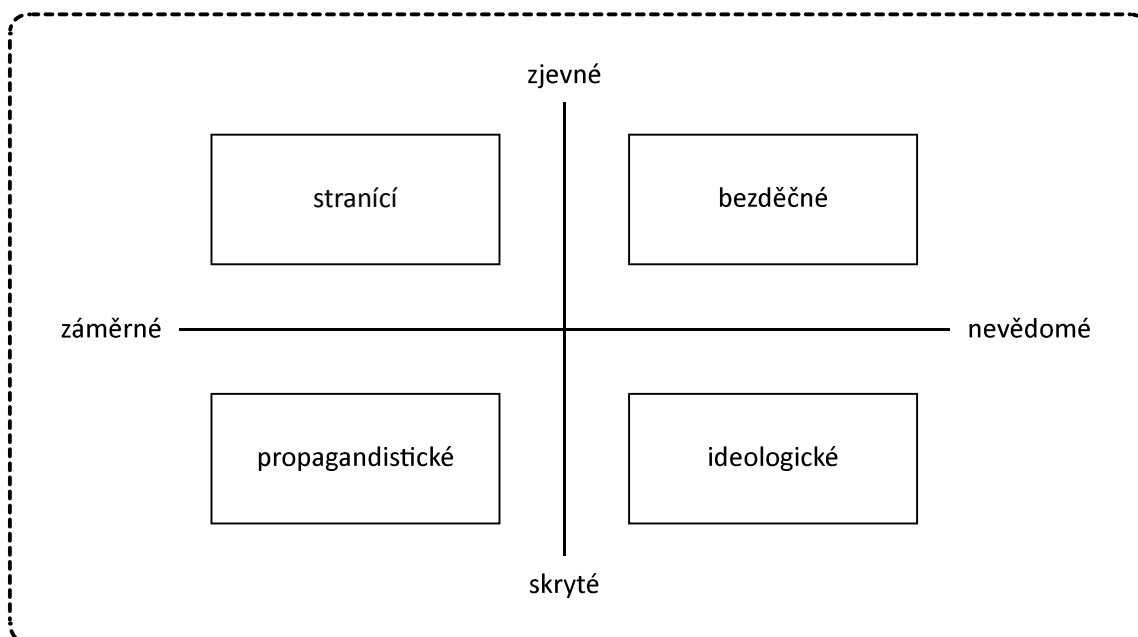 zjevné
stranící
bezděčné
záměrné
nevědomé
propagandistické
ideologické
skryté